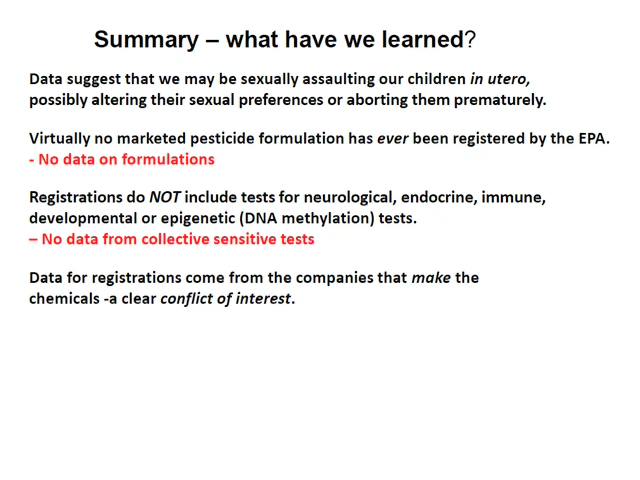 Summary – what have we learned?
Data suggest that we may be sexually assaulting our children in utero,
possibly altering their sexual preferences or aborting them prematurely.
Virtually no marketed pesticide formulation has ever been registered by the EPA.
- No data on formulations
Registrations do NOT include tests for neurological, endocrine, immune,
developmental or epigenetic (DNA methylation) tests.
– No data from collective sensitive tests
Data for registrations come from the companies that make the
chemicals -a clear conflict of interest.